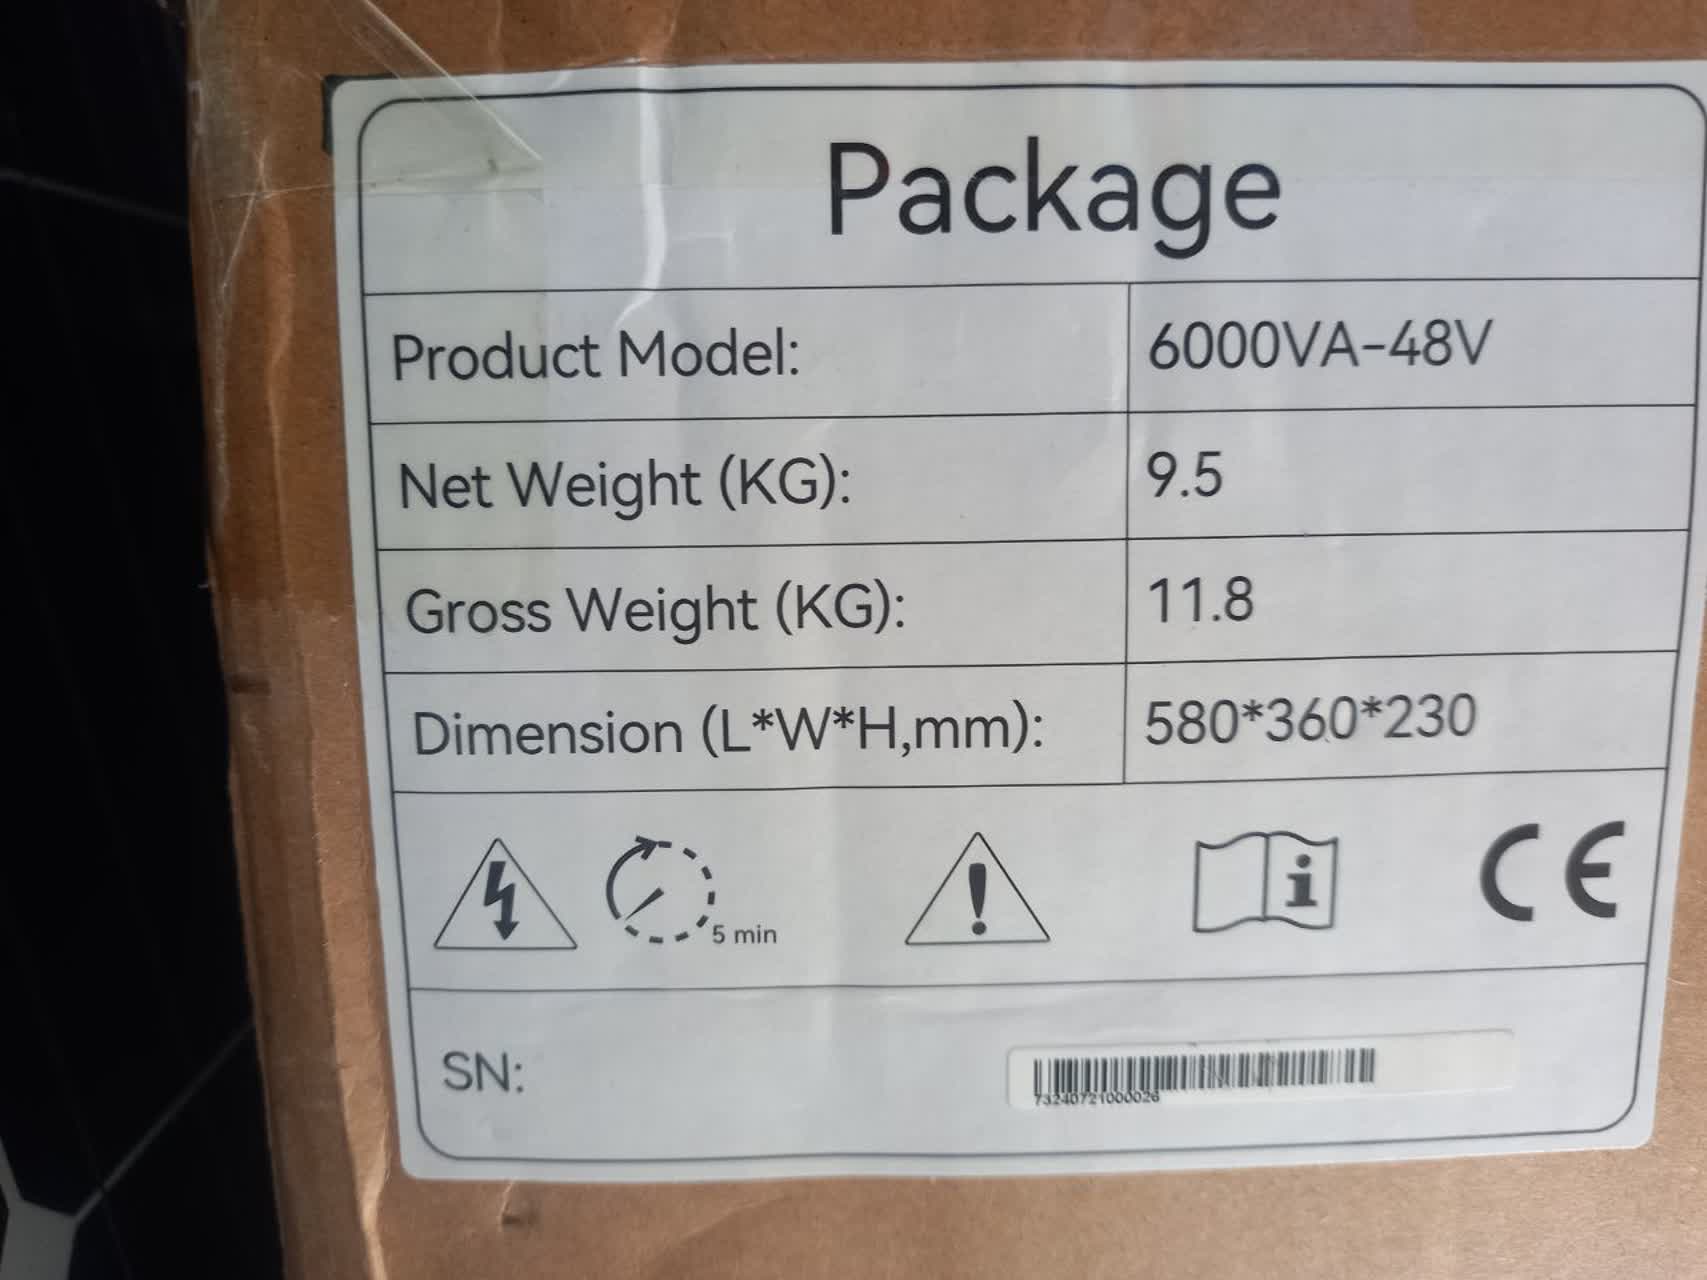 Package
Product Model: 6000VA-48V
Net Weight (KG): 9.5
Gross Weight (KG): 11.8
Dimension (L*W*H,mm): 580*360*230
5 min
CE
SN:
73240721000026